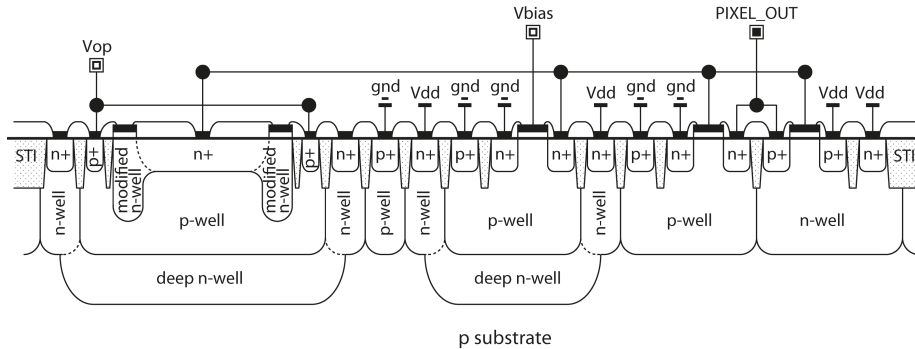 Vop
Vbias
PIXEL_OUT
gnd Vdd gnd gnd Vdd gnd gnd Vdd Vdd
STI n+ p+ n+ p+ n+ p+ n+ p+ n+ n+ n+ p+ n+ n+ p+ p+ n+ STI
modified n-well
modified n-well
n-well p-well n-well p-well n-well p-well n-well p-well n-well
deep n-well deep n-well
p substrate